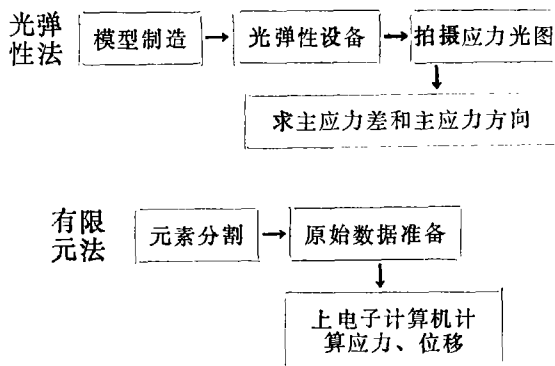 光弹
性法
模型制造
光弹性设备
拍摄应力光图
求主应力差和主应力方向
有限
元法
元素分割
原始数据准备
上电子计算机计
算应力、位移